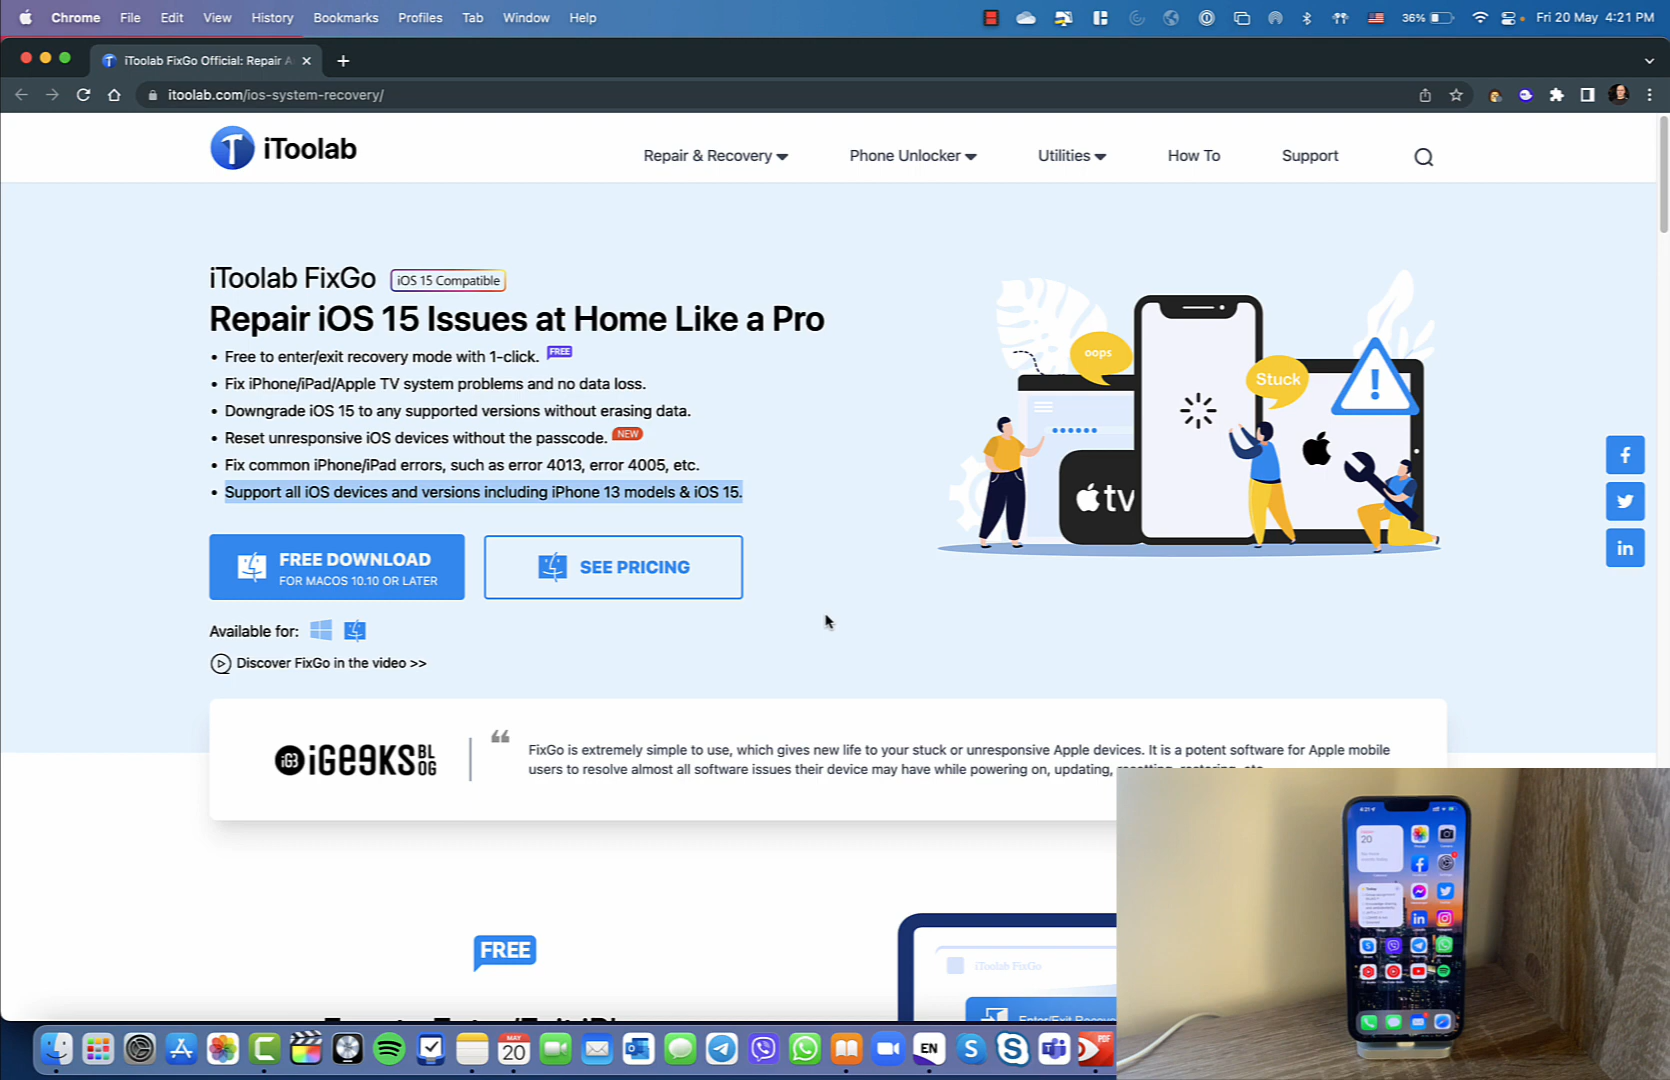 Chrome File Edit View History Bookmarks Profiles Tab Window Help 36% Fri 20 May 4:21 PM
iToolab FixGo Official: Repair A
itoolab.com/ios-system-recovery/
iToolab Repair & Recovery Phone Unlocker Utilities How To Support
iToolab FixGo iOS 15 Compatible
Repair iOS 15 Issues at Home Like a Pro
• Free to enter/exit recovery mode with 1-click. FREE
• Fix iPhone/iPad/Apple TV system problems and no data loss.
• Downgrade iOS 15 to any supported versions without erasing data.
• Reset unresponsive iOS devices without the passcode. NEW
• Fix common iPhone/iPad errors, such as error 4013, error 4005, etc.
• Support all iOS devices and versions including iPhone 13 models & iOS 15.
oops
Stuck
tv
FREE DOWNLOAD
FOR MACOS 10.10 OR LATER
SEE PRICING
Available for:
Discover FixGo in the video >>
iG3 iGeeKS BLOG
“ FixGo is extremely simple to use, which gives new life to your stuck or unresponsive Apple devices. It is a potent software for Apple mobile
users to resolve almost all software issues their device may have while powering on, updating,
FREE
iToolab FixGo
4:21
20
MAY
20
EN
PDF